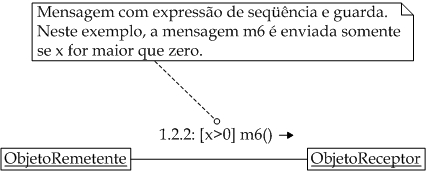 Mensagem com expressão de seqüência e guarda.
Neste exemplo, a mensagem m6 é enviada somente
se x for maior que zero.
1.2.2: [x>0] m6()
ObjetoRemetente
ObjetoReceptor